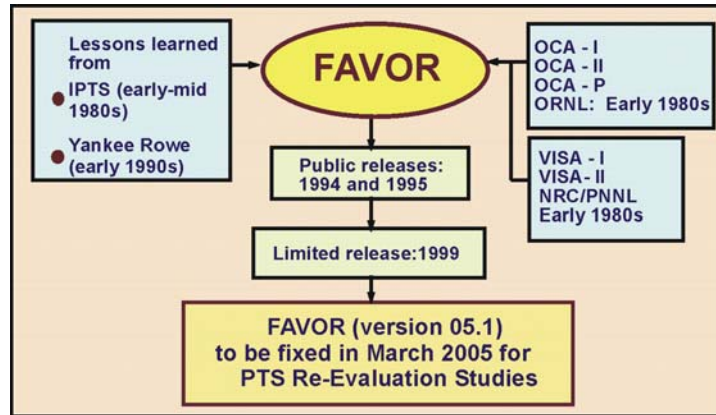 Lessons learned
from
IPTS (early-mid
1980s)
Yankee Rowe
(early 1990s)
FAVOR
OCA - I
OCA - II
OCA - P
ORNL: Early 1980s
VISA - I
VISA- II
NRC/PNNL
Early 1980s
Public releases:
1994 and 1995
Limited release:1999
FAVOR (version 05.1)
to be fixed in March 2005 for
PTS Re-Evaluation Studies